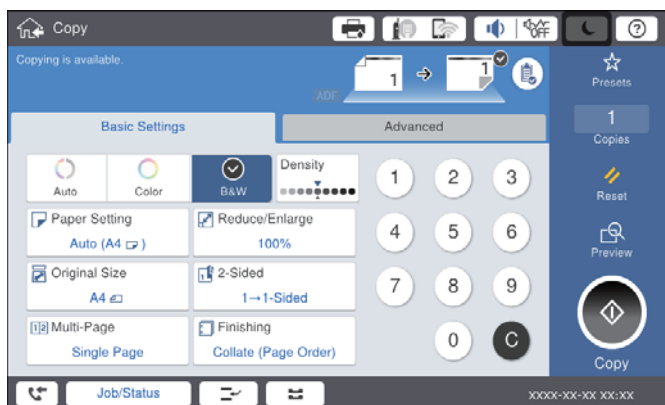 Copy
OFF
Copying is available.
ADF
1
1
Presets
Basic Settings
Advanced
1
Copies
Auto
Color
B&W
Density
1
2
3
Reset
Paper Setting
Auto (A4)
Reduce/Enlarge
100%
4
5
6
Preview
Original Size
A4
2-Sided
1→1-Sided
7
8
9
12 Multi-Page
Single Page
Finishing
Collate (Page Order)
0
C
Copy
Job/Status
xxxx-xx-xx xx:xx